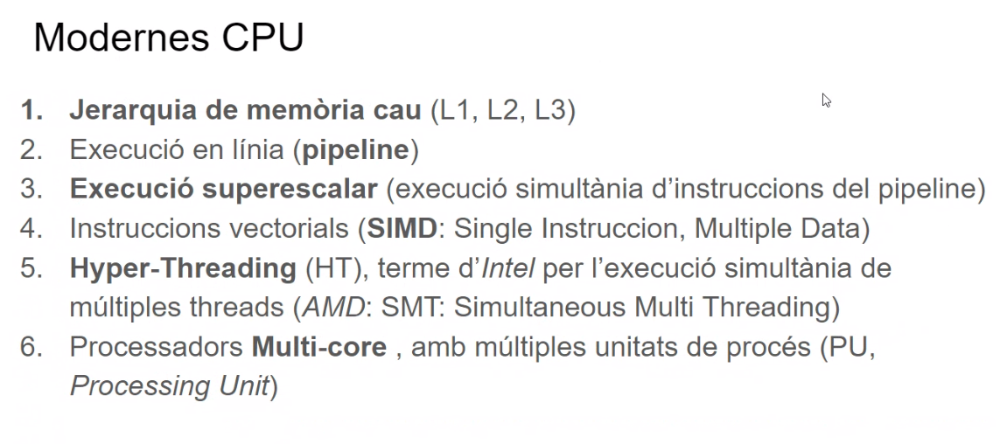 Modernes CPU
1. Jerarquia de memòria cau (L1, L2, L3)
2. Execució en línia (pipeline)
3. Execució superescalar (execució simultània d’instruccions del pipeline)
4. Instruccions vectorials (SIMD: Single Instruccion, Multiple Data)
5. Hyper-Threading (HT), terme d’Intel per l’execució simultània de
múltiples threads (AMD: SMT: Simultaneous Multi Threading)
6. Processadors Multi-core , amb múltiples unitats de procés (PU,
Processing Unit)